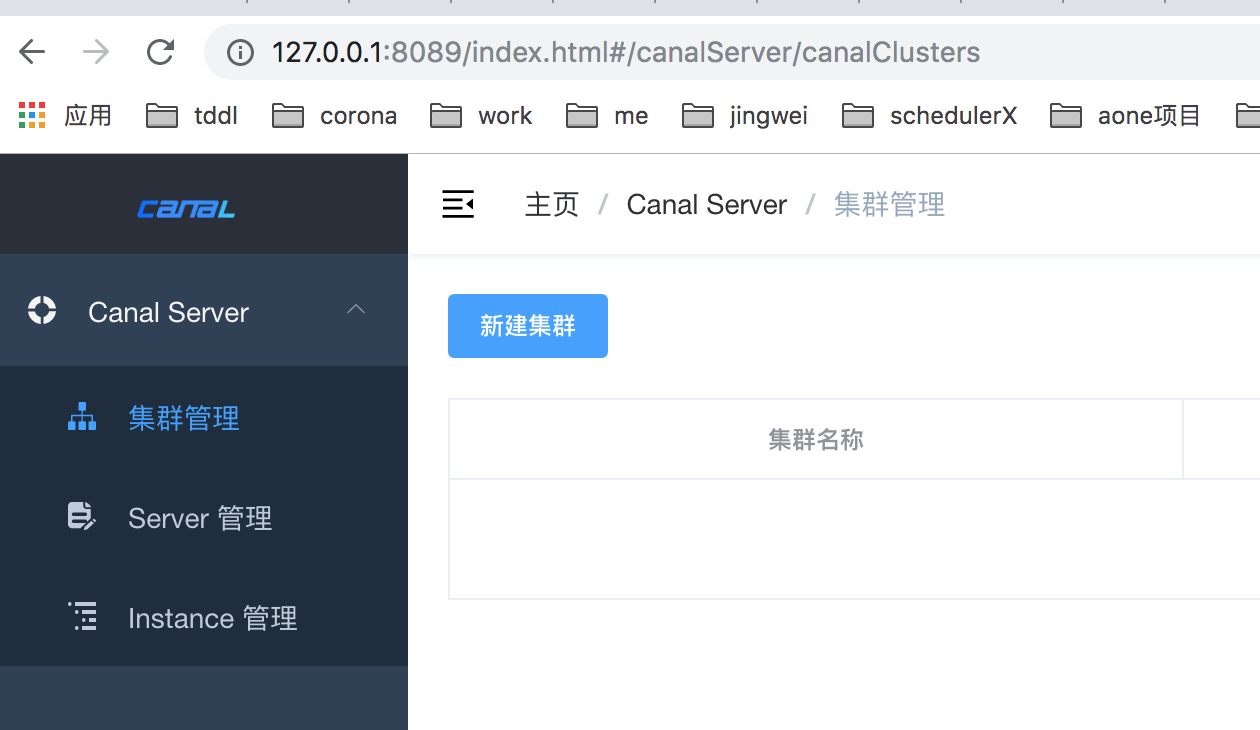 127.0.0.1:8089/index.html#/canalServer/canalClusters
应用 tddl corona work me jingwei schedulerX aone项目
canal
主页 / Canal Server / 集群管理
Canal Server
新建集群
集群管理
集群名称
Server 管理
Instance 管理